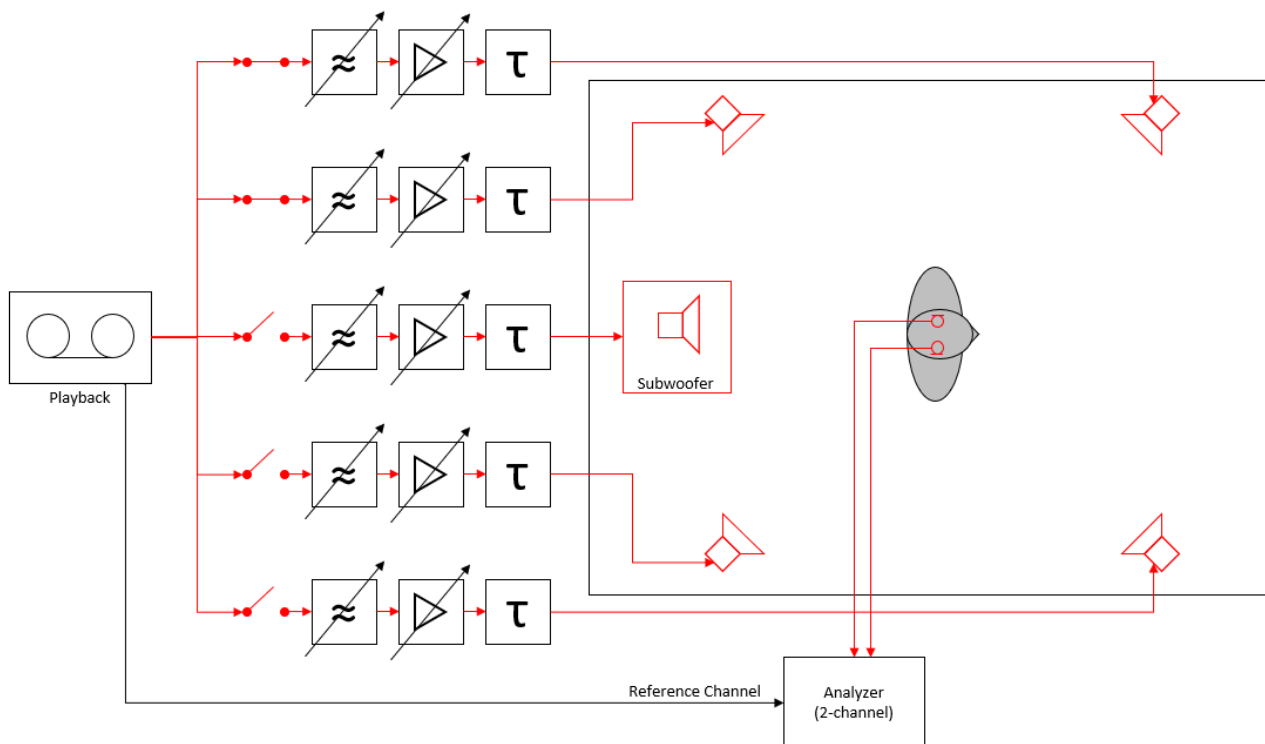 ≈ τ
≈ τ
≈ τ
Subwoofer
Playback
≈ τ
≈ τ
Reference Channel
Analyzer
(2-channel)